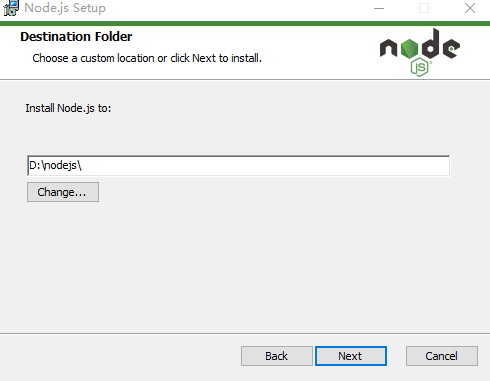 Node.js Setup
Destination Folder
Choose a custom location or click Next to install.
node
JS
Install Node.js to:
D:\nodejs\
Change...
Back
Next
Cancel